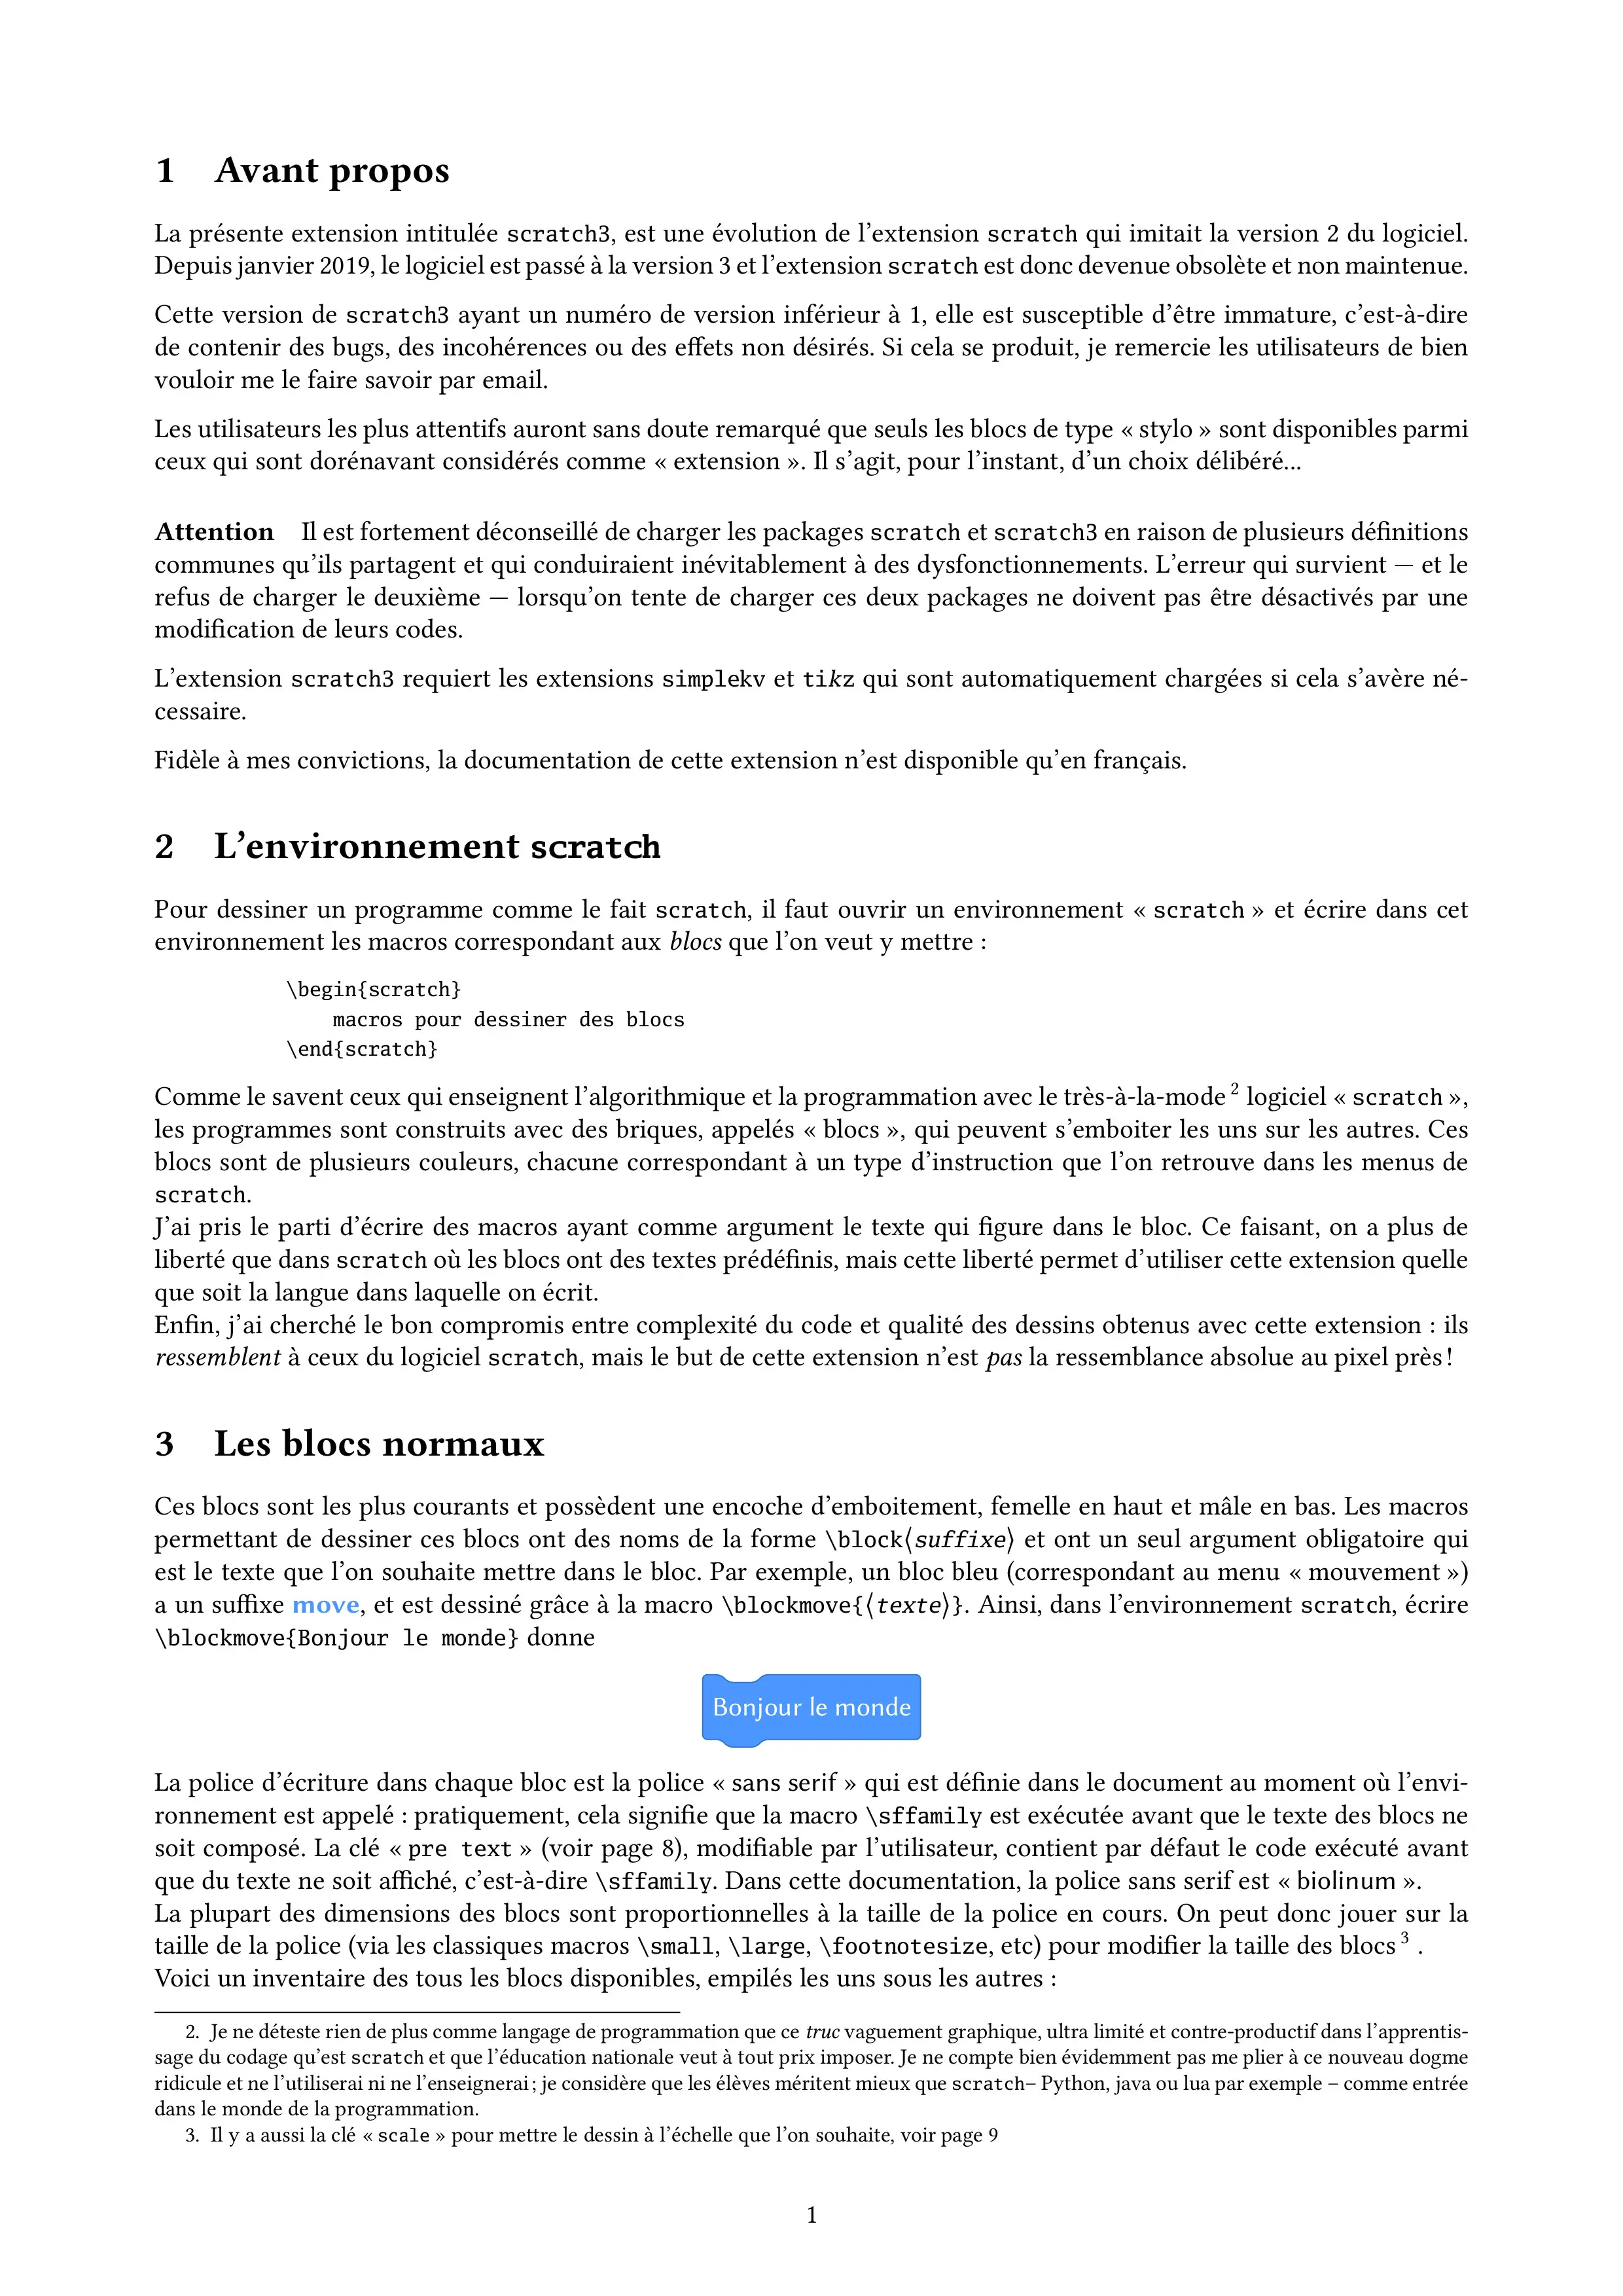 1 Avant propos
La présente extension intitulée scratch3, est une évolution de l'extension scratch qui imitait la version 2 du logiciel.
Depuis janvier 2019, le logiciel est passé à la version 3 et l'extension scratch est donc devenue obsolète et non maintenue.
Cette version de scratch3 ayant un numéro de version inférieur à 1, elle est susceptible d'être immature, c'est-à-dire
de contenir des bugs, des incohérences ou des effets non désirés. Si cela se produit, je remercie les utilisateurs de bien
vouloir me le faire savoir par email.
Les utilisateurs les plus attentifs auront sans doute remarqué que seuls les blocs de type « stylo » sont disponibles parmi
ceux qui sont dorénavant considérés comme « extension ». Il s'agit, pour l'instant, d'un choix délibéré...
Attention Il est fortement déconseillé de charger les packages scratch et scratch3 en raison de plusieurs définitions
communes qu'ils partagent et qui conduiraient inévitablement à des dysfonctionnements. L'erreur qui survient — et le
refus de charger le deuxième — lorsqu'on tente de charger ces deux packages ne doivent pas être désactivés par une
modification de leurs codes.
L'extension scratch3 requiert les extensions simplekv et tikz qui sont automatiquement chargées si cela s'avère né-
cessaire.
Fidèle à mes convictions, la documentation de cette extension n'est disponible qu'en français.
2 L'environnement scratch
Pour dessiner un programme comme le fait scratch, il faut ouvrir un environnement « scratch » et écrire dans cet
environnement les macros correspondant aux blocs que l'on veut y mettre :
\begin{scratch}
macros pour dessiner des blocs
\end{scratch}
Comme le savent ceux qui enseignent l'algorithmique et la programmation avec le très-à-la-mode 2 logiciel « scratch »,
les programmes sont construits avec des briques, appelés « blocs », qui peuvent s'emboiter les uns sur les autres. Ces
blocs sont de plusieurs couleurs, chacune correspondant à un type d'instruction que l'on retrouve dans les menus de
scratch.
J'ai pris le parti d'écrire des macros ayant comme argument le texte qui figure dans le bloc. Ce faisant, on a plus de
liberté que dans scratch où les blocs ont des textes prédéfinis, mais cette liberté permet d'utiliser cette extension quelle
que soit la langue dans laquelle on écrit.
Enfin, j'ai cherché le bon compromis entre complexité du code et qualité des dessins obtenus avec cette extension : ils
ressemblent à ceux du logiciel scratch, mais le but de cette extension n'est pas la ressemblance absolue au pixel près !
3 Les blocs normaux
Ces blocs sont les plus courants et possèdent une encoche d'emboitement, femelle en haut et mâle en bas. Les macros
permettant de dessiner ces blocs ont des noms de la forme \block⟨suffixe⟩ et ont un seul argument obligatoire qui
est le texte que l'on souhaite mettre dans le bloc. Par exemple, un bloc bleu (correspondant au menu « mouvement »)
a un suffixe move, et est dessiné grâce à la macro \blockmove{⟨texte⟩}. Ainsi, dans l'environnement scratch, écrire
\blockmove{Bonjour le monde} donne
Bonjour le monde
La police d'écriture dans chaque bloc est la police « sans serif » qui est définie dans le document au moment où l'envi-
ronnement est appelé : pratiquement, cela signifie que la macro \sffamily est exécutée avant que le texte des blocs ne
soit composé. La clé « pre text » (voir page 8), modifiable par l'utilisateur, contient par défaut le code exécuté avant
que du texte ne soit affiché, c'est-à-dire \sffamily. Dans cette documentation, la police sans serif est « biolinum ».
La plupart des dimensions des blocs sont proportionnelles à la taille de la police en cours. On peut donc jouer sur la
taille de la police (via les classiques macros \small, \large, \footnotesize, etc) pour modifier la taille des blocs 3 .
Voici un inventaire des tous les blocs disponibles, empilés les uns sous les autres :
2. Je ne déteste rien de plus comme langage de programmation que ce truc vaguement graphique, ultra limité et contre-productif dans l'apprentis-
sage du codage qu'est scratch et que l'éducation nationale veut à tout prix imposer. Je ne compte bien évidemment pas me plier à ce nouveau dogme
ridicule et ne l'utiliserai ni ne l'enseignerai ; je considère que les élèves méritent mieux que scratch– Python, java ou lua par exemple – comme entrée
dans le monde de la programmation.
3. Il y a aussi la clé « scale » pour mettre le dessin à l'échelle que l'on souhaite, voir page 9
1